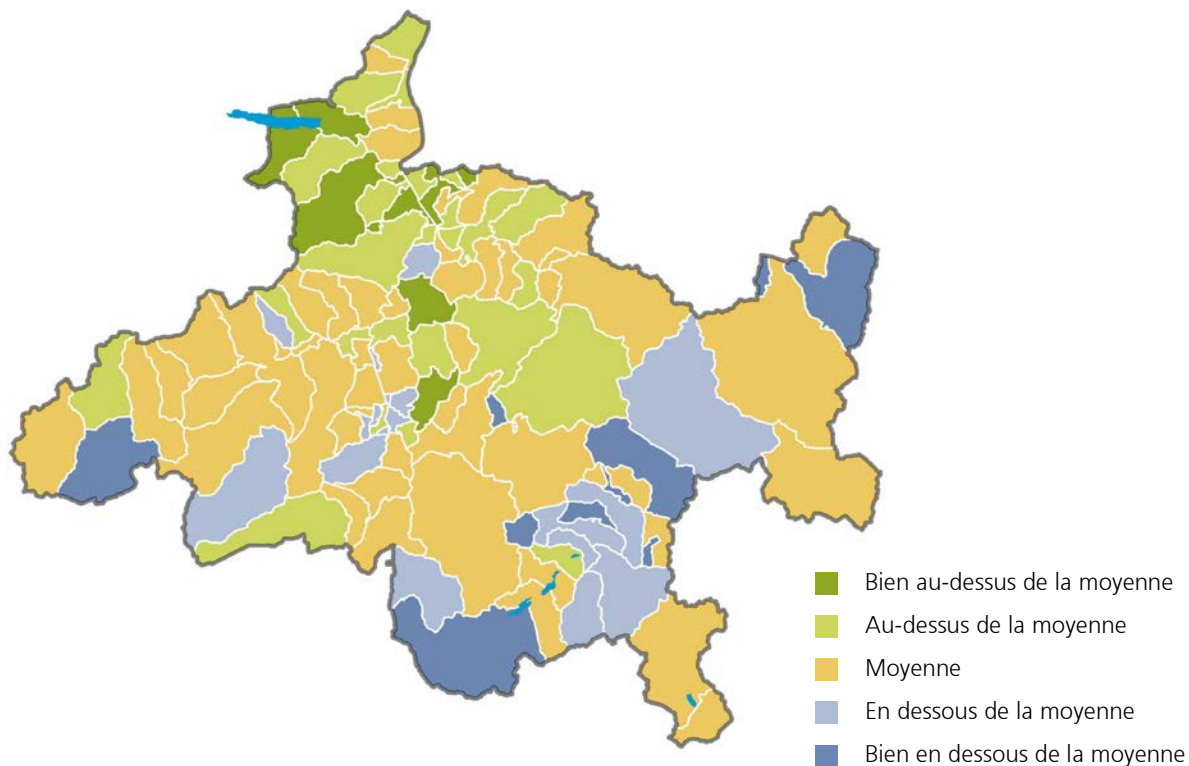 Bien au-dessus de la moyenne
Au-dessus de la moyenne
Moyenne
En dessous de la moyenne
Bien en dessous de la moyenne